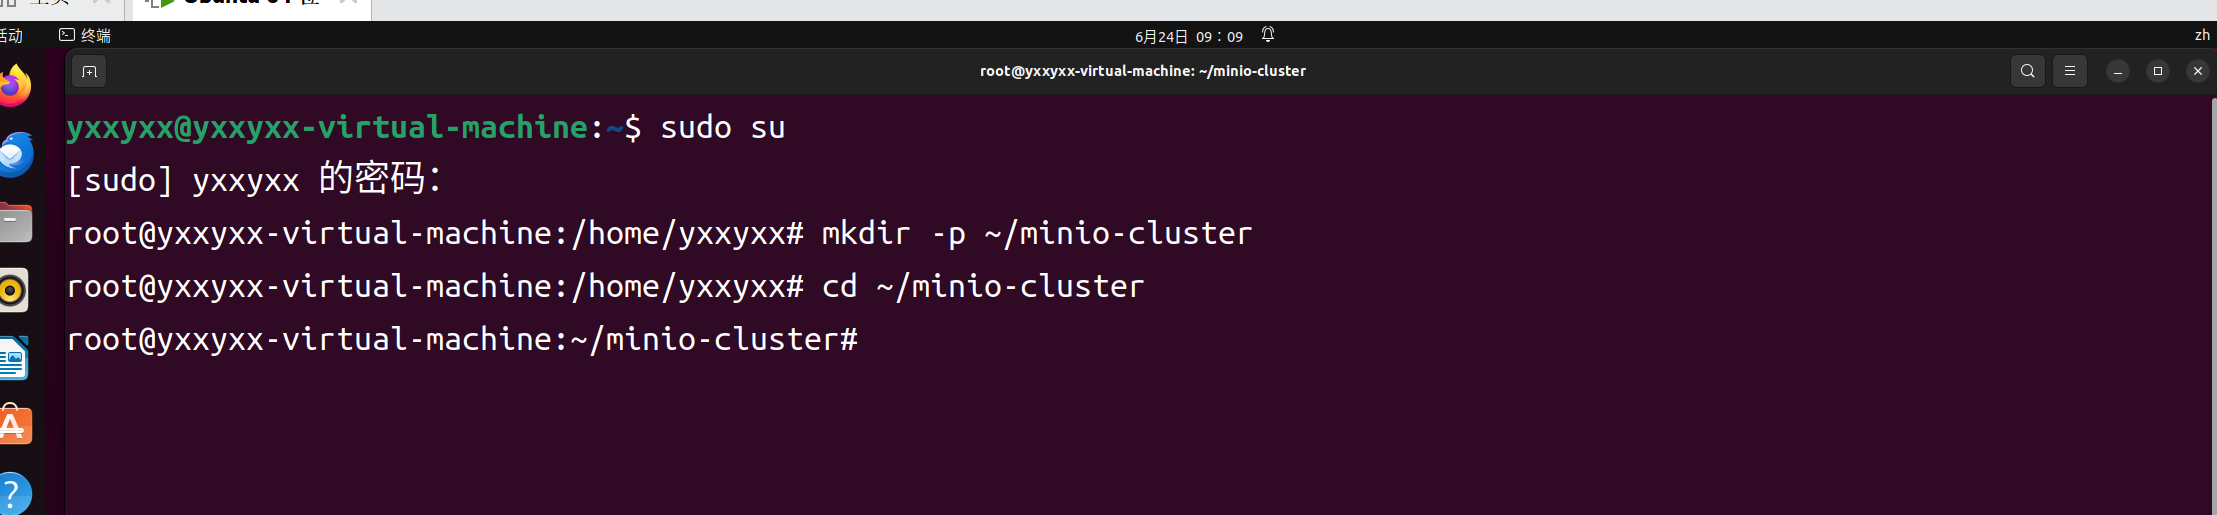 终端
6月24日 09：09
zh
root@yxxyxx-virtual-machine: ~/minio-cluster
yxxyxx@yxxyxx-virtual-machine:~$ sudo su
[sudo] yxxyxx 的密码：
root@yxxyxx-virtual-machine:/home/yxxyxx# mkdir -p ~/minio-cluster
root@yxxyxx-virtual-machine:/home/yxxyxx# cd ~/minio-cluster
root@yxxyxx-virtual-machine:~/minio-cluster#